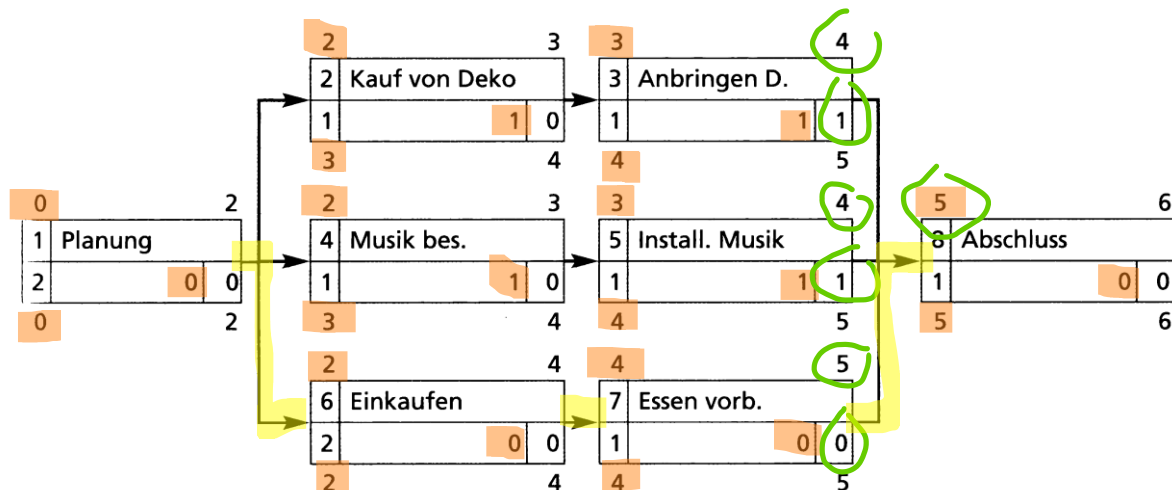 2 3
2 Kauf von Deko
1 1 0
3 4
3 4
3 Anbringen D.
1 1 1
4 5
0 2
1 Planung
2 0 0
0 2
2 3
4 Musik bes.
1 1 0
3 4
3 4
5 Install. Musik
1 1 1
4 5
5 6
8 Abschluss
1 0 0
5 6
2 4
6 Einkaufen
2 0 0
2 4
4 5
7 Essen vorb.
1 0 0
4 5